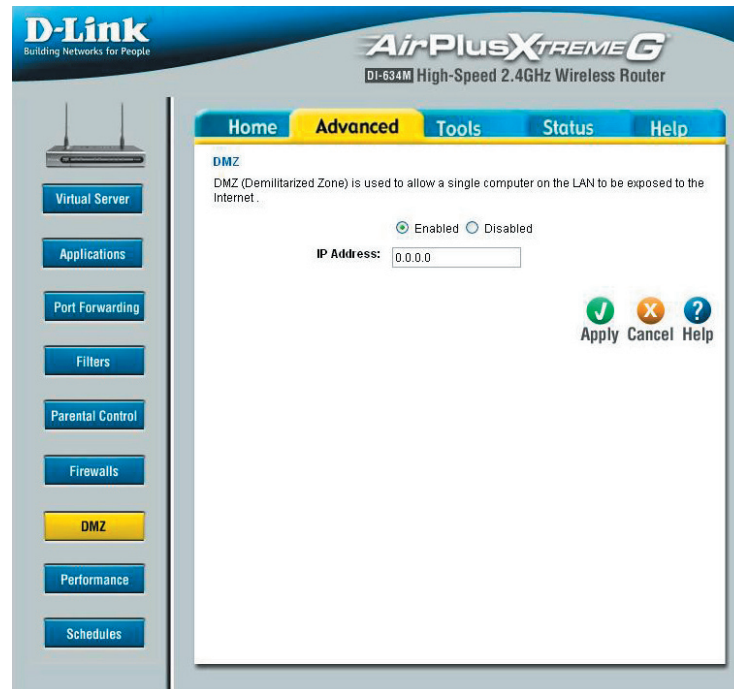 D-Link
Building Networks for People
AirPlusXTREME G
DI-634M High-Speed 2.4GHz Wireless Router
Home Advanced Tools Status Help
Virtual Server
Applications
Port Forwarding
Filters
Parental Control
Firewalls
DMZ
Performance
Schedules
DMZ
DMZ (Demilitarized Zone) is used to allow a single computer on the LAN to be exposed to the
Internet .
Enabled Disabled
IP Address: 0.0.0.0
Apply Cancel Help